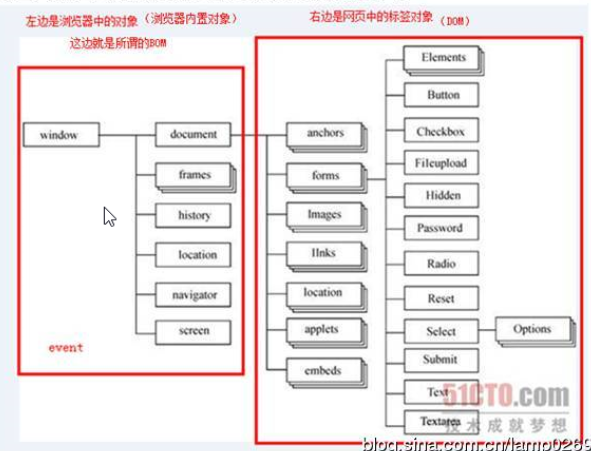 左边是浏览器中的对象（浏览器内置对象）
这边就是所谓的BOM
右边是网页中的标签对象（DOM）
window
document
frames
history
location
navigator
screen
event
anchors
forms
Images
lInks
location
applets
embeds
Elements
Button
Checkbox
Fileupload
Hidden
Password
Radio
Reset
Select
Options
Submit
Text
Textarea
51CTO.com
技术成就梦想
blog.sina.com.cn/lamp0269